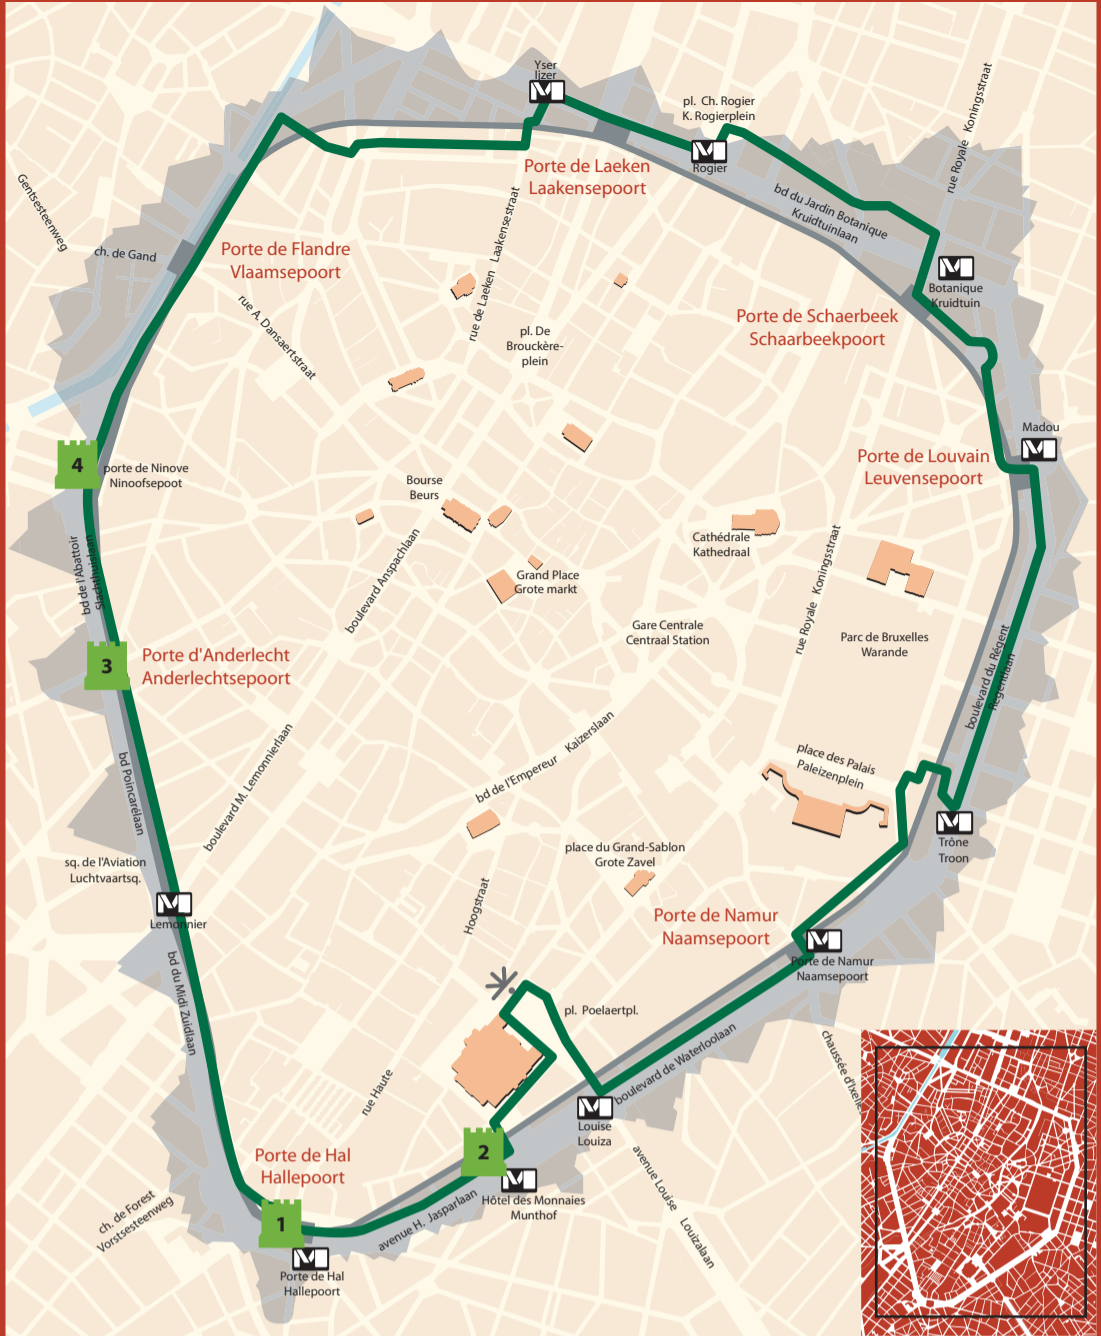 Yser
Ijzer
pl. Ch. Rogier
K. Rogierplein
Rogier
rue Royale Koningsstraat
Porte de Laeken
Laakensepoort
bd du Jardin Botanique
Kruidtuinlaan
Gentsesteenweg
ch. de Gand
Porte de Flandre
Vlaamsepoort
rue de Laeken Laakensestraat
Botanique
Kruidtuin
rue A. Dansaertstraat
pl. De
Brouckère-
plein
Porte de Schaerbeek
Schaarbeekpoort
Madou
4
porte de Ninove
Ninoofsepoot
Porte de Louvain
Leuvensepoort
Bourse
Beurs
Cathédrale
Kathedraal
bd de l'Abattoir
Slachthuislaan
boulevard Anspachlaan
Grand Place
Grote markt
rue Royale Koningsstraat
Gare Centrale
Centraal Station
Parc de Bruxelles
Warande
3
Porte d'Anderlecht
Anderlechtsepoort
boulevard du Régent
Regentlaan
bd Poincarélaan
boulevard M. Lemonnierlaan
bd de l'Empereur Kaizerslaan
place des Palais
Paleizenplein
sq. de l'Aviation
Luchtvaartsq.
place du Grand-Sablon
Grote Zavel
Trône
Troon
Lemonnier
Hoogstraat
Porte de Namur
Naamsepoort
Porte de Namur
Naamsepoort
bd du Midi Zuidlaan
pl. Poelaertpl.
boulevard de Waterloolaan
chaussée d'Ixelle
rue Haute
Louise
Louiza
2
Porte de Hal
Hallepoort
avenue Louise Louizalaan
Hôtel des Monnaies
Munthof
ch. de Forest
Vorstsesteenweg
1
avenue H. Jasparlaan
Porte de Hal
Hallepoort